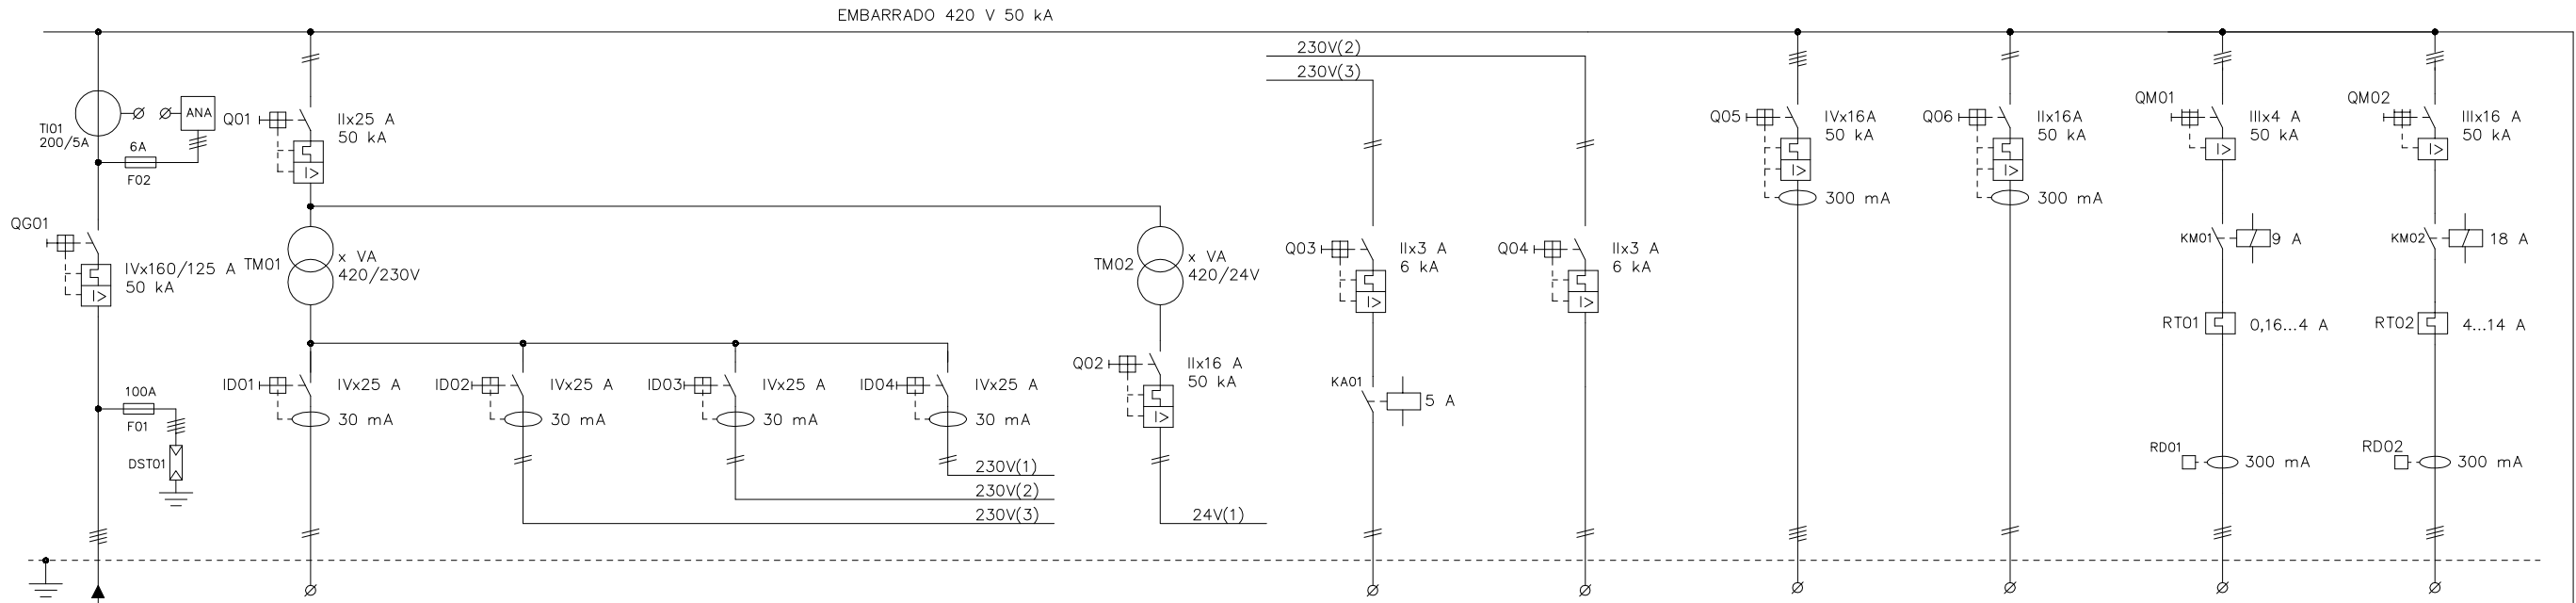 EMBARRADO 420 V 50 kA
230V(2)
230V(3)
TI01
200/5A
ANA
6A
F02
QG01
IVx160/125 A
50 kA
100A
F01
DST01
Q01
IIx25 A
50 kA
TM01
x VA
420/230V
ID01
IVx25 A
30 mA
ID02
IVx25 A
30 mA
ID03
IVx25 A
30 mA
ID04
IVx25 A
30 mA
230V(1)
230V(2)
230V(3)
TM02
x VA
420/24V
Q02
IIx16 A
50 kA
24V(1)
Q03
IIx3 A
6 kA
KA01
5 A
Q04
IIx3 A
6 kA
Q05
IVx16A
50 kA
300 mA
Q06
IIx16A
50 kA
300 mA
QM01
IIIx4 A
50 kA
KM01
9 A
RT01
0,16...4 A
RD01
300 mA
QM02
IIIx16 A
50 kA
KM02
18 A
RT02
4...14 A
RD02
300 mA
I>
I>
I>
I>
I>
I>
I>
I>
I>